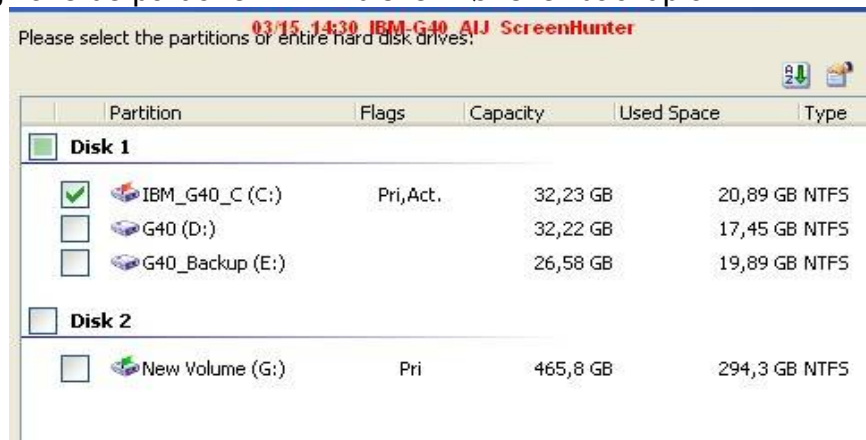 03/15 14:30 IBM-G40 AIJ ScreenHunter
Please select the partitions or entire hard disk drives:
Partition Flags Capacity Used Space Type
Disk 1
IBM_G40_C (C:) Pri,Act. 32,23 GB 20,89 GB NTFS
G40 (D:) 32,22 GB 17,45 GB NTFS
G40_Backup (E:) 26,58 GB 19,89 GB NTFS
Disk 2
New Volume (G:) Pri 465,8 GB 294,3 GB NTFS